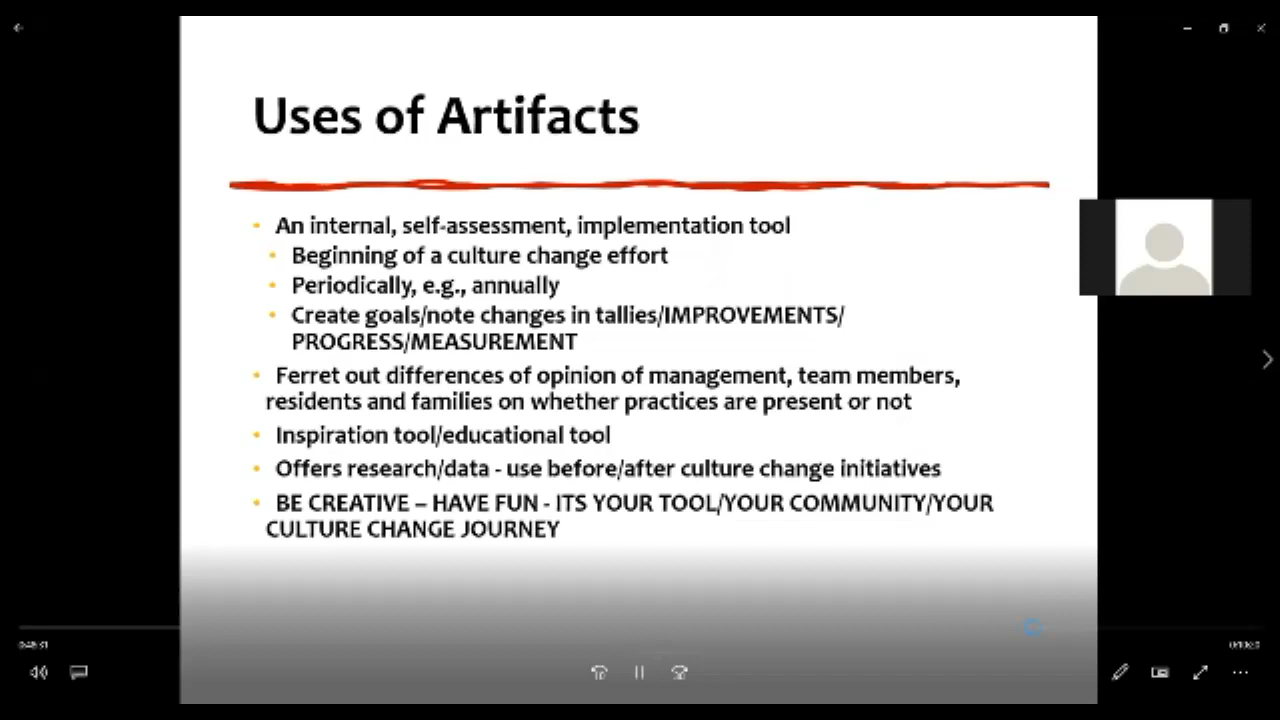 Uses of Artifacts
An internal, self-assessment, implementation tool
Beginning of a culture change effort
Periodically, e.g., annually
Create goals/note changes in tallies/IMPROVEMENTS/
PROGRESS/MEASUREMENT
Ferret out differences of opinion of management, team members,
residents and families on whether practices are present or not
Inspiration tool/educational tool
Offers research/data - use before/after culture change initiatives
BE CREATIVE – HAVE FUN - ITS YOUR TOOL/YOUR COMMUNITY/YOUR
CULTURE CHANGE JOURNEY